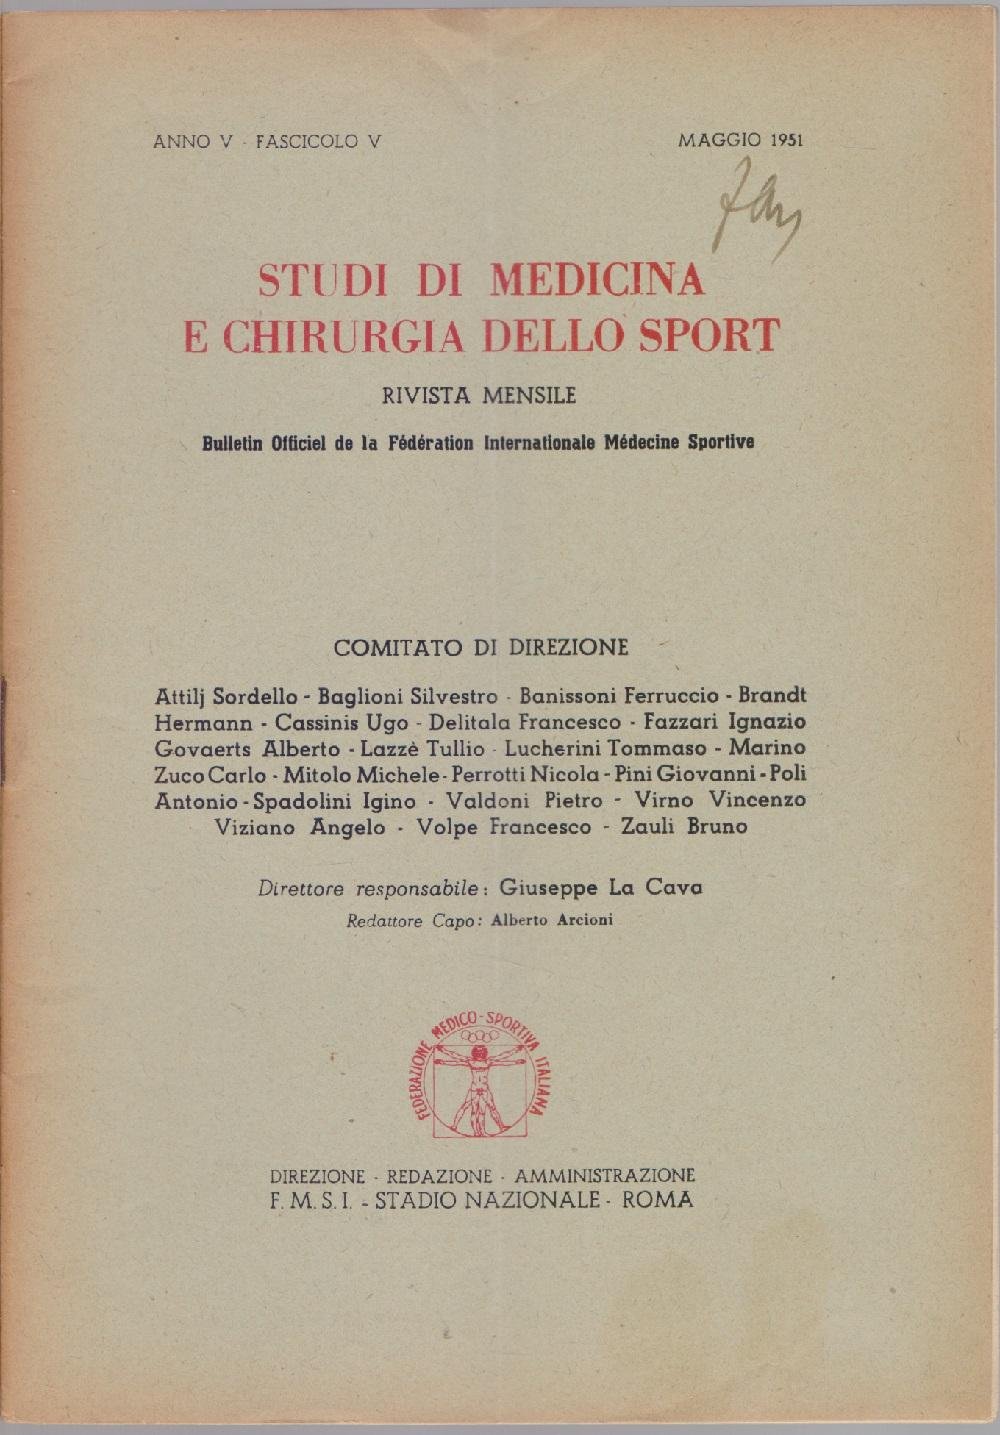 ANNO V - FASCICOLO V
MAGGIO 1951
STUDI DI MEDICINA
E CHIRURGIA DELLO SPORT
RIVISTA MENSILE
Bulletin Officiel de la Fédération Internationale Médecine Sportive
COMITATO DI DIREZIONE
Attilj Sordello - Baglioni Silvestro - Banissoni Ferruccio - Brandt
Hermann - Cassinis Ugo - Delitala Francesco - Fazzari Ignazio
Govaerts Alberto - Lazzè Tullio - Lucherini Tommaso - Marino
Zuco Carlo - Mitolo Michele - Perrotti Nicola - Pini Giovanni - Poli
Antonio - Spadolini Igino - Valdoni Pietro - Virno Vincenzo
Viziano Angelo - Volpe Francesco - Zauli Bruno
Direttore responsabile: Giuseppe La Cava
Redattore Capo: Alberto Arcioni
FEDERAZIONE MEDICO-SPORTIVA ITALIANA
DIREZIONE - REDAZIONE - AMMINISTRAZIONE
F. M. S. I. - STADIO NAZIONALE - ROMA